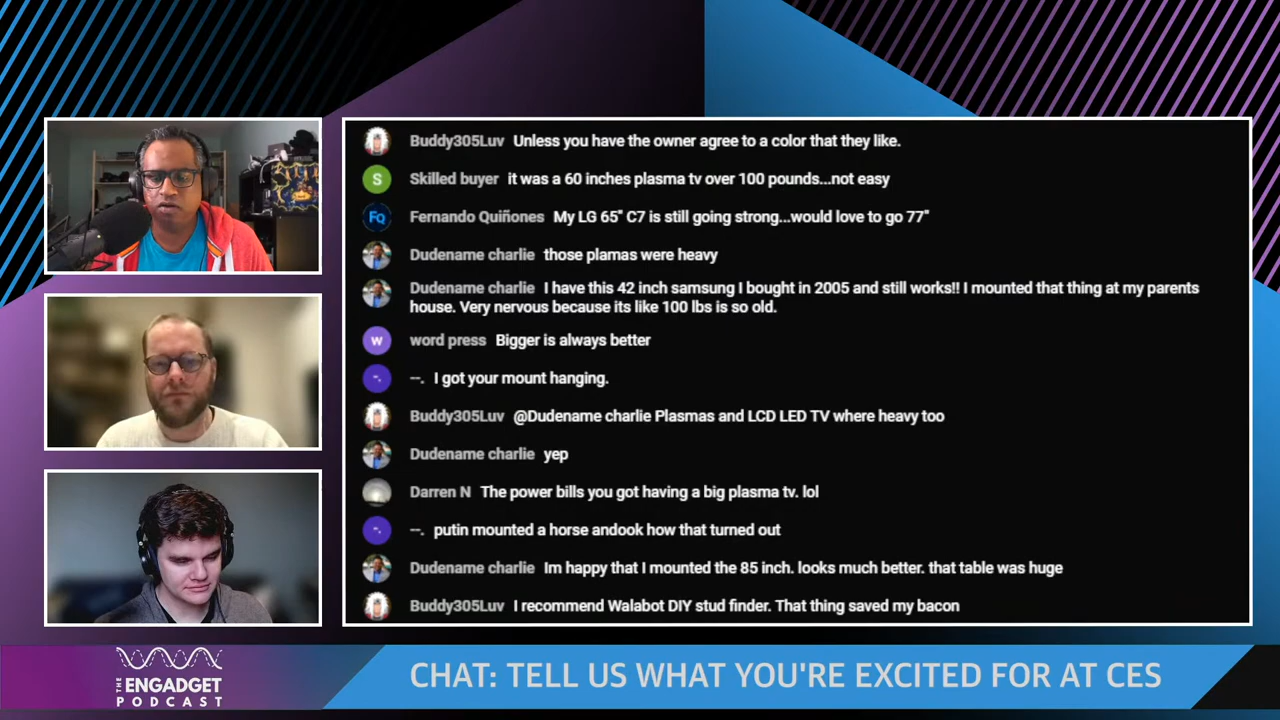 Buddy305Luv Unless you have the owner agree to a color that they like.
S
Skilled buyer it was a 60 inches plasma tv over 100 pounds...not easy
FQ
Fernando Quiñones My LG 65" C7 is still going strong...would love to go 77"
Dudename charlie those plamas were heavy
Dudename charlie I have this 42 inch samsung I bought in 2005 and still works!! I mounted that thing at my parents
house. Very nervous because its like 100 lbs is so old.
w
word press Bigger is always better
-.
--. I got your mount hanging.
Buddy305Luv @Dudename charlie Plasmas and LCD LED TV where heavy too
Dudename charlie yep
Darren N The power bills you got having a big plasma tv. lol
-.
--. putin mounted a horse andook how that turned out
Dudename charlie Im happy that I mounted the 85 inch. looks much better. that table was huge
Buddy305Luv I recommend Walabot DIY stud finder. That thing saved my bacon
THE
ENGADGET
PODCAST
CHAT: TELL US WHAT YOU'RE EXCITED FOR AT CES